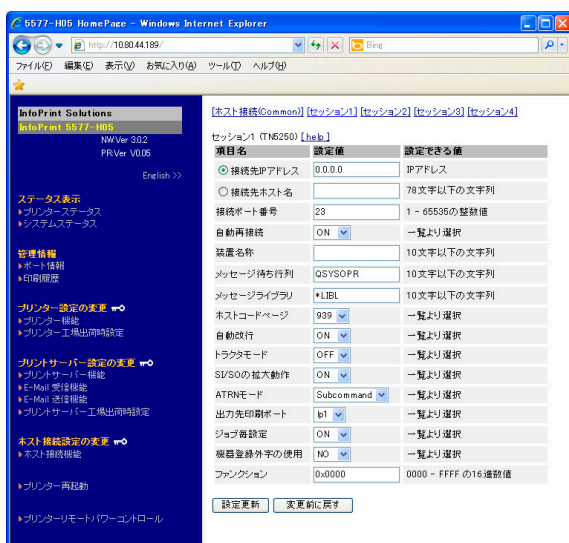 5577-H05 HomePage - Windows Internet Explorer
http://10.80.44.189/
Bing
ファイル(F) 編集(E) 表示(V) お気に入り(A) ツール(T) ヘルプ(H)
InfoPrint Solutions
InfoPrint 5577-H05
NW:Ver 3.0.2
PR:Ver V0.05
English >>
ステータス表示
プリンターステータス
システムステータス
管理情報
ポート情報
印刷履歴
プリンター設定の変更
プリンター機能
プリンター工場出荷時設定
プリントサーバー設定の変更
プリントサーバー機能
E-Mail 受信機能
E-Mail 送信機能
プリントサーバー工場出荷時設定
ホスト接続設定の変更
ホスト接続機能
プリンター再起動
プリンターリモートパワーコントロール
[ホスト接続(Common)] [セッション1] [セッション2] [セッション3] [セッション4]
セッション1 (TN5250) [help]
項目名 設定値 設定できる値
接続先IPアドレス 0.0.0.0 IPアドレス
接続先ホスト名 78文字以下の文字列
接続ポート番号 23 1 - 65535の整数値
自動再接続 ON 一覧より選択
装置名称 10文字以下の文字列
メッセージ待ち行列 QSYSOPR 10文字以下の文字列
メッセージライブラリ *LIBL 10文字以下の文字列
ホストコードページ 939 一覧より選択
自動改行 ON 一覧より選択
トラクタモード OFF 一覧より選択
SI/SOの拡大動作 ON 一覧より選択
ATRNモード Subcommand 一覧より選択
出力先印刷ポート lp1 一覧より選択
ジョブ毎設定 ON 一覧より選択
機器登録外字の使用 NO 一覧より選択
ファンクション 0x0000 0000 - FFFF の16進数値
設定更新 変更前に戻す